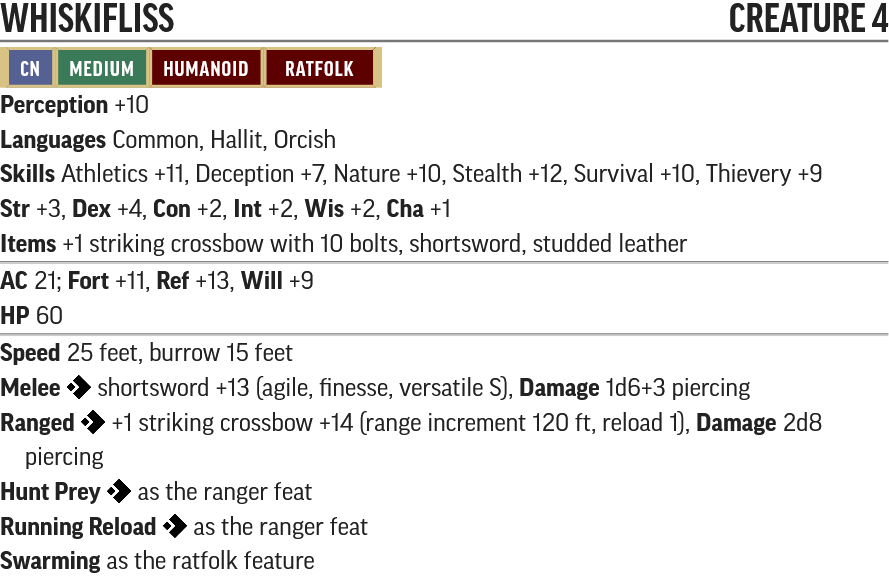 WHISKIFLISS CREATURE 4
CN MEDIUM HUMANOID RATFOLK
Perception +10
Languages Common, Hallit, Orcish
Skills Athletics +11, Deception +7, Nature +10, Stealth +12, Survival +10, Thievery +9
Str +3, Dex +4, Con +2, Int +2, Wis +2, Cha +1
Items +1 striking crossbow with 10 bolts, shortsword, studded leather
AC 21; Fort +11, Ref +13, Will +9
HP 60
Speed 25 feet, burrow 15 feet
Melee shortsword +13 (agile, finesse, versatile S), Damage 1d6+3 piercing
Ranged +1 striking crossbow +14 (range increment 120 ft, reload 1), Damage 2d8
piercing
Hunt Prey as the ranger feat
Running Reload as the ranger feat
Swarming as the ratfolk feature